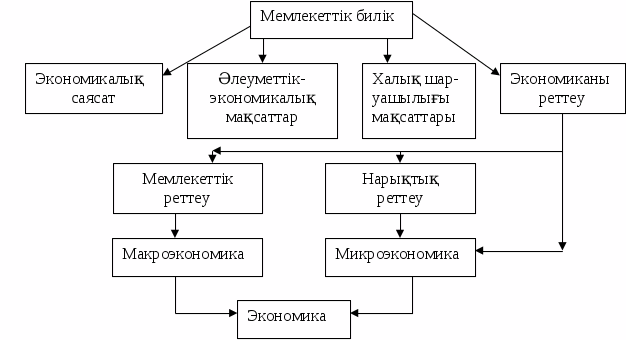 Мемлекеттік билік
Экономикалық
саясат
Әлеуметтік-
экономикалық
мақсаттар
Халық шар-
уашылығы
мақсаттары
Экономиканы
реттеу
Мемлекеттік
реттеу
Нарықтық
реттеу
Макроэкономика
Микроэкономика
Экономика